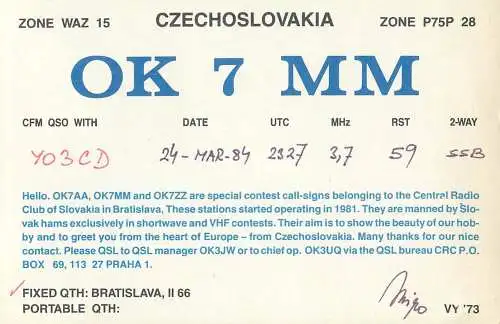 ZONE WAZ 15 CZECHOSLOVAKIA ZONE P75P 28
OK 7 MM
CFM QSO WITH DATE UTC MHz RST 2-WAY
YO3CD 24-MAR-84 2327 3,7 59 SSB
Hello. OK7AA, OK7MM and OK7ZZ are special contest call-signs belonging to the Central Radio
Club of Slovakia in Bratislava, These stations started operating in 1981. They are manned by Slo-
vak hams exclusively in shortwave and VHF contests. Their aim is to show the beauty of our hob-
by and to greet you from the heart of Europe – from Czechoslovakia. Many thanks for our nice
contact. Please QSL to QSL manager OK3JW or to chief op. OK3UQ via the QSL bureau CRC P.O.
BOX 69, 113 27 PRAHA 1.
FIXED QTH: BRATISLAVA, II 66
PORTABLE QTH: VY '73